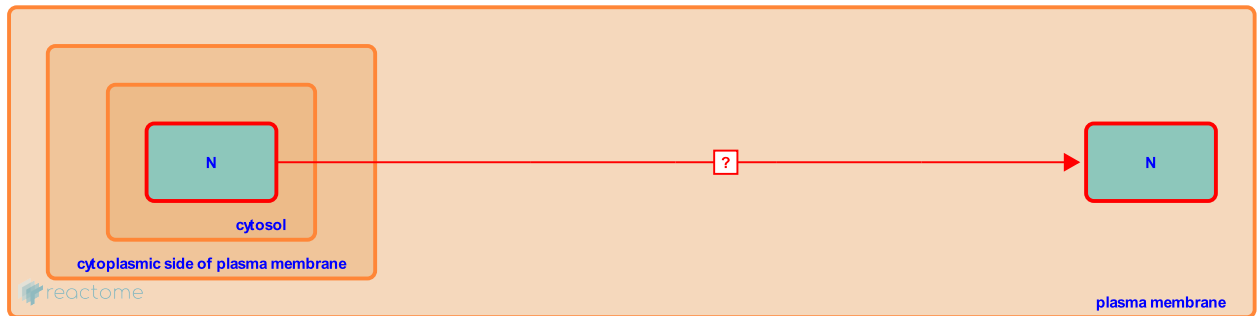 N
?
N
cytosol
cytoplasmic side of plasma membrane
reactome
plasma membrane